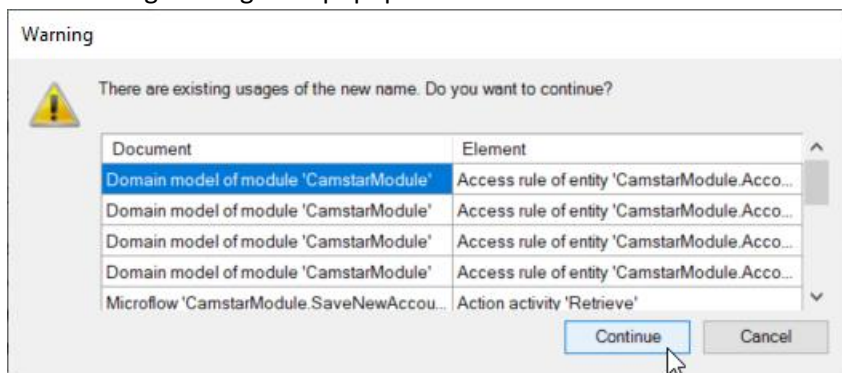 Warning
There are existing usages of the new name. Do you want to continue?
Document Element
Domain model of module 'CamstarModule' Access rule of entity 'CamstarModule.Acco...
Domain model of module 'CamstarModule' Access rule of entity 'CamstarModule.Acco...
Domain model of module 'CamstarModule' Access rule of entity 'CamstarModule.Acco...
Domain model of module 'CamstarModule' Access rule of entity 'CamstarModule.Acco...
Microflow 'CamstarModule.SaveNewAccou... Action activity 'Retrieve'
Continue Cancel